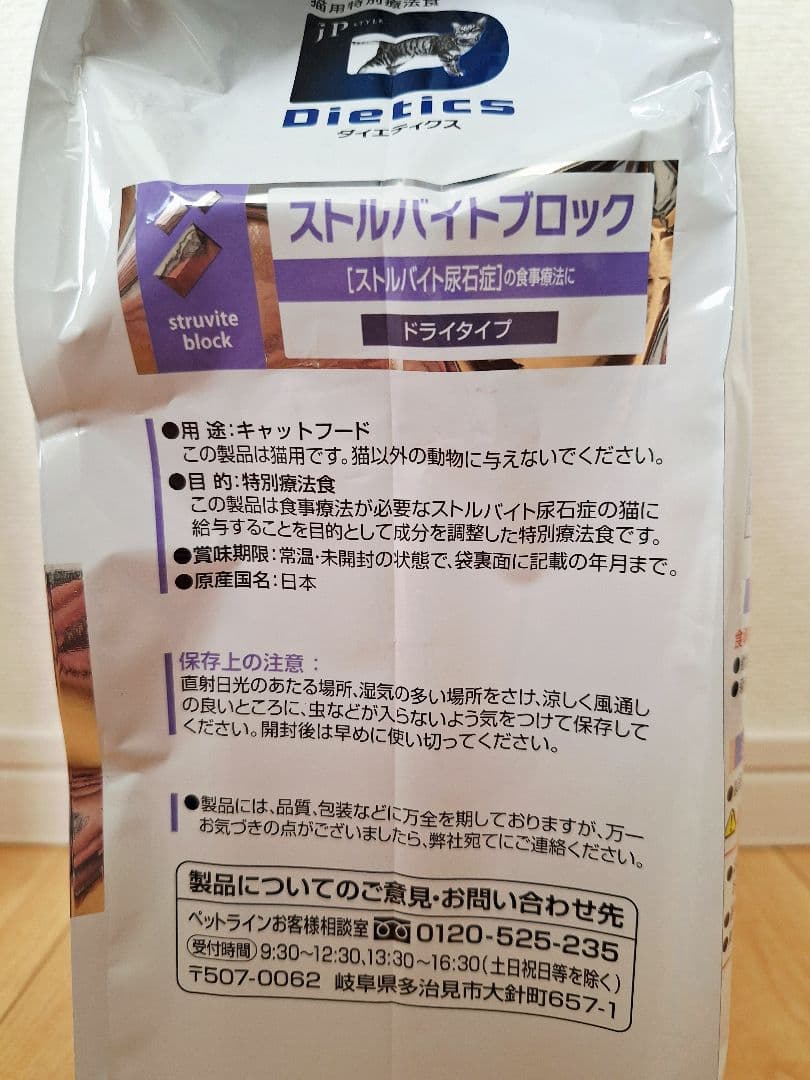 猫用特別療法食
JP STYLE
Dietics
ダイエティクス
ストルバイトブロック
[ストルバイト尿石症]の食事療法に
ドライタイプ
struvite
block
●用 途:キャットフード
この製品は猫用です。猫以外の動物に与えないでください。
●目 的:特別療法食
この製品は食事療法が必要なストルバイト尿石症の猫に
給与することを目的として成分を調整した特別療法食です。
●賞味期限:常温・未開封の状態で、袋裏面に記載の年月まで。
●原産国名:日本
保存上の注意:
直射日光のあたる場所、湿気の多い場所をさけ、涼しく風通し
の良いところに、虫などが入らないよう気をつけて保存して
ください。開封後は早めに使い切ってください。
●製品には、品質、包装などに万全を期しておりますが、万一
お気づきの点がございましたら、弊社宛てにご連絡ください。
製品についてのご意見・お問い合わせ先
ペットラインお客様相談室 0120-525-235
受付時間 9:30〜12:30、13:30〜16:30(土日祝日等を除く)
〒507-0062 岐阜県多治見市大針町657-1